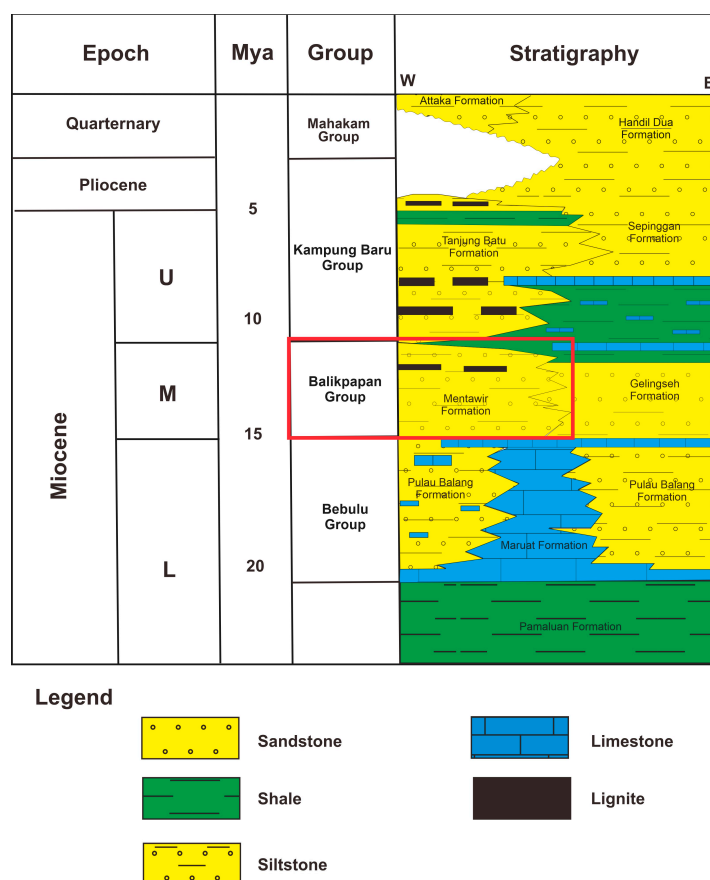 Epoch
Mya
Group
Stratigraphy
W
E
Quarternary
Mahakam
Group
Attaka Formation
Handil Dua
Formation
Pliocene
5
Kampung Baru
Group
Tanjung Batu
Formation
Sepinggan
Formation
U
10
Miocene
M
Balikpapan
Group
Mentawir
Formation
Gelingseh
Formation
15
L
Bebulu
Group
Pulau Balang
Formation
Pulau Balang
Formation
Maruat Formation
20
Pamaluan Formation
Legend
Sandstone
Limestone
Shale
Lignite
Siltstone